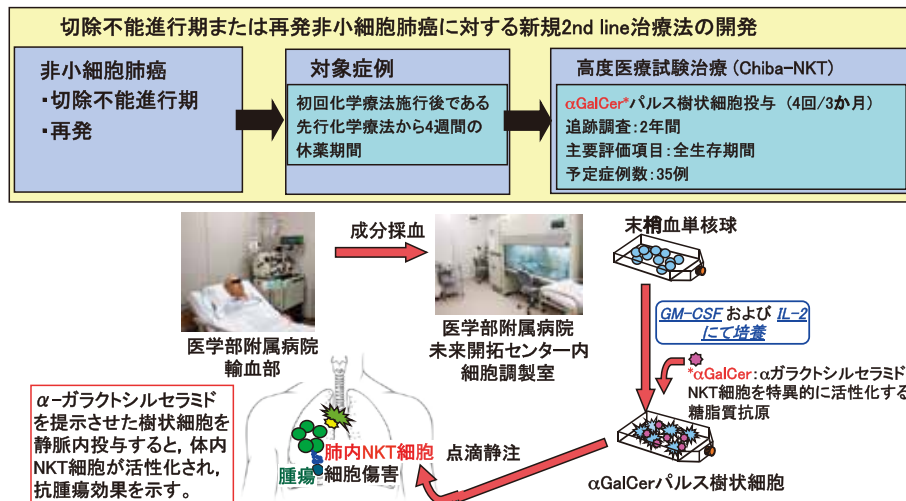 切除不能進行期または再発非小細胞肺癌に対する新規2nd line治療法の開発
非小細胞肺癌
・切除不能進行期
・再発
対象症例
初回化学療法施行後である
先行化学療法から4週間の
休薬期間
高度医療試験治療（Chiba-NKT）
αGalCer*パルス樹状細胞投与（4回/3か月）
追跡調査：2年間
主要評価項目：全生存期間
予定症例数：35例
成分採血
医学部附属病院
輸血部
医学部附属病院
未来開拓センター内
細胞調製室
末梢血単核球
GM-CSF および IL-2
にて培養
*αGalCer：αガラクトシルセラミド
NKT細胞を特異的に活性化する
糖脂質抗原
αGalCerパルス樹状細胞
点滴静注
肺内NKT細胞
腫瘍
細胞傷害
α-ガラクトシルセラミド
を提示させた樹状細胞を
静脈内投与すると，体内
NKT細胞が活性化され，
抗腫瘍効果を示す。